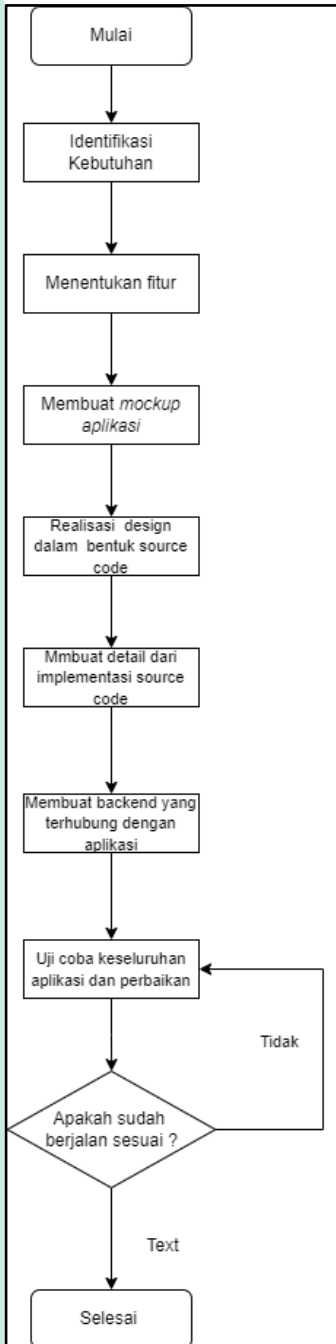 Mulai
Identifikasi
Kebutuhan
Menentukan fitur
Membuat mockup
aplikasi
Realisasi design
dalam bentuk source
code
Mmbuat detail dari
implementasi source
code
Membuat backend yang
terhubung dengan
aplikasi
Uji coba keseluruhan
aplikasi dan perbaikan
Tidak
Apakah sudah
berjalan sesuai ?
Text
Selesai